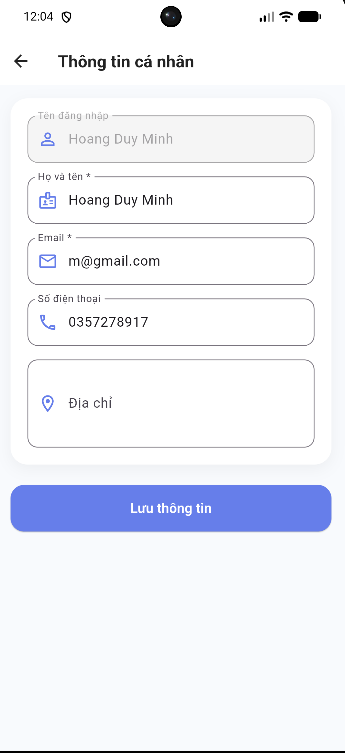 12:04
Thông tin cá nhân
Tên đăng nhập
Hoang Duy Minh
Họ và tên *
Hoang Duy Minh
Email *
m@gmail.com
Số điện thoại
0357278917
Địa chỉ
Lưu thông tin